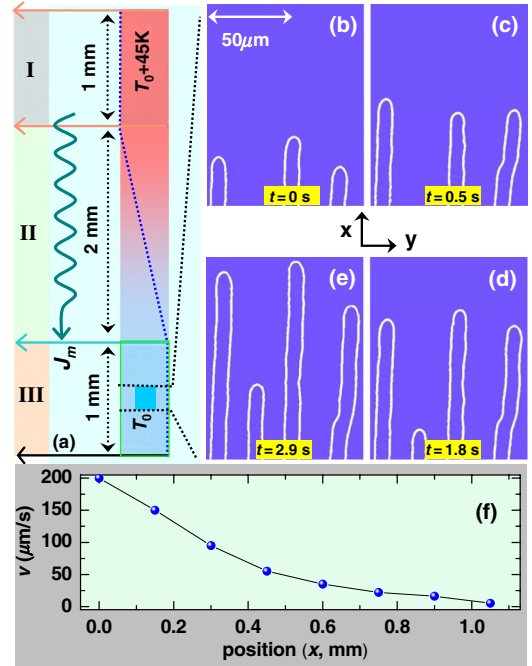 I
1 mm
T₀+45K
II
2 mm
Jm
III
1 mm
T₀
(a)
(b)
50μm
t = 0 s
(c)
t = 0.5 s
x
y
(e)
t = 2.9 s
(d)
t = 1.8 s
(f)
v (μm/s)
200
150
100
50
0
0.0 0.2 0.4 0.6 0.8 1.0
position (x, mm)